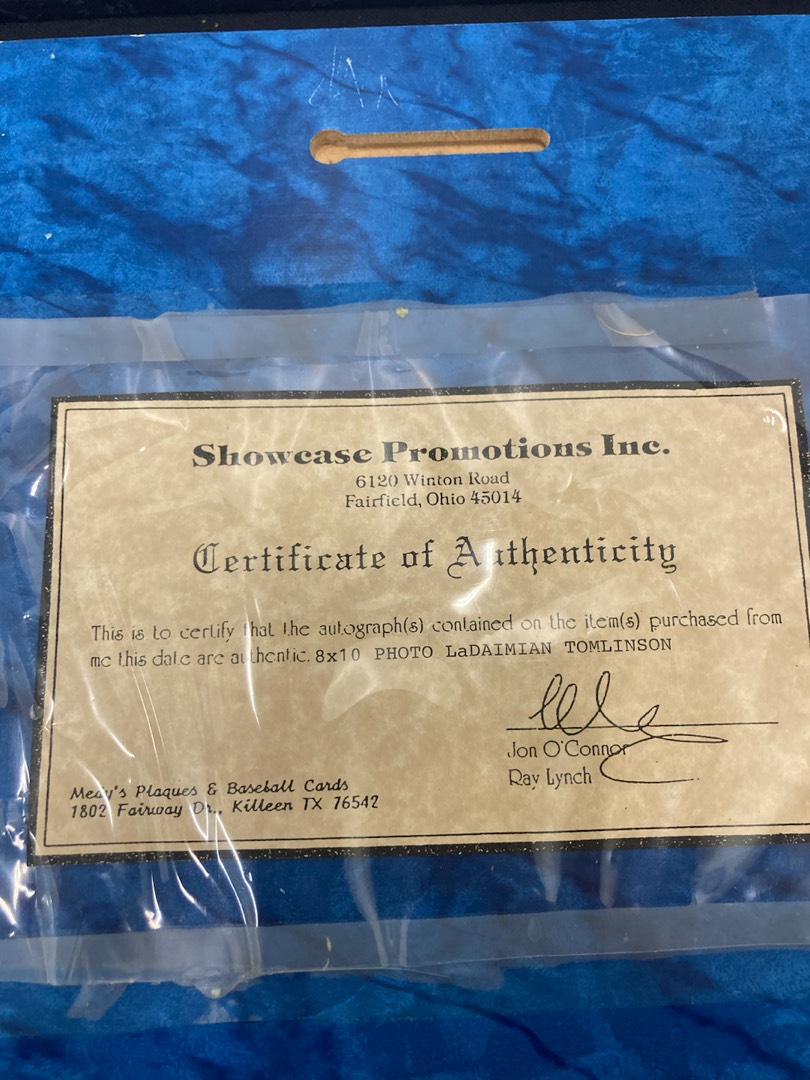 Showcase Promotions Inc.
6120 Winton Road
Fairfield, Ohio 45014
Certificate of Authenticity
This is to certify that the autograph(s) contained on the item(s) purchased from
me this date are authentic. 8x10 PHOTO LaDAIMIAN TOMLINSON
Jon O'Connor
Ray Lynch
Plaques & Baseball Cards
1802 Fairway Dr., Killeen TX 76542